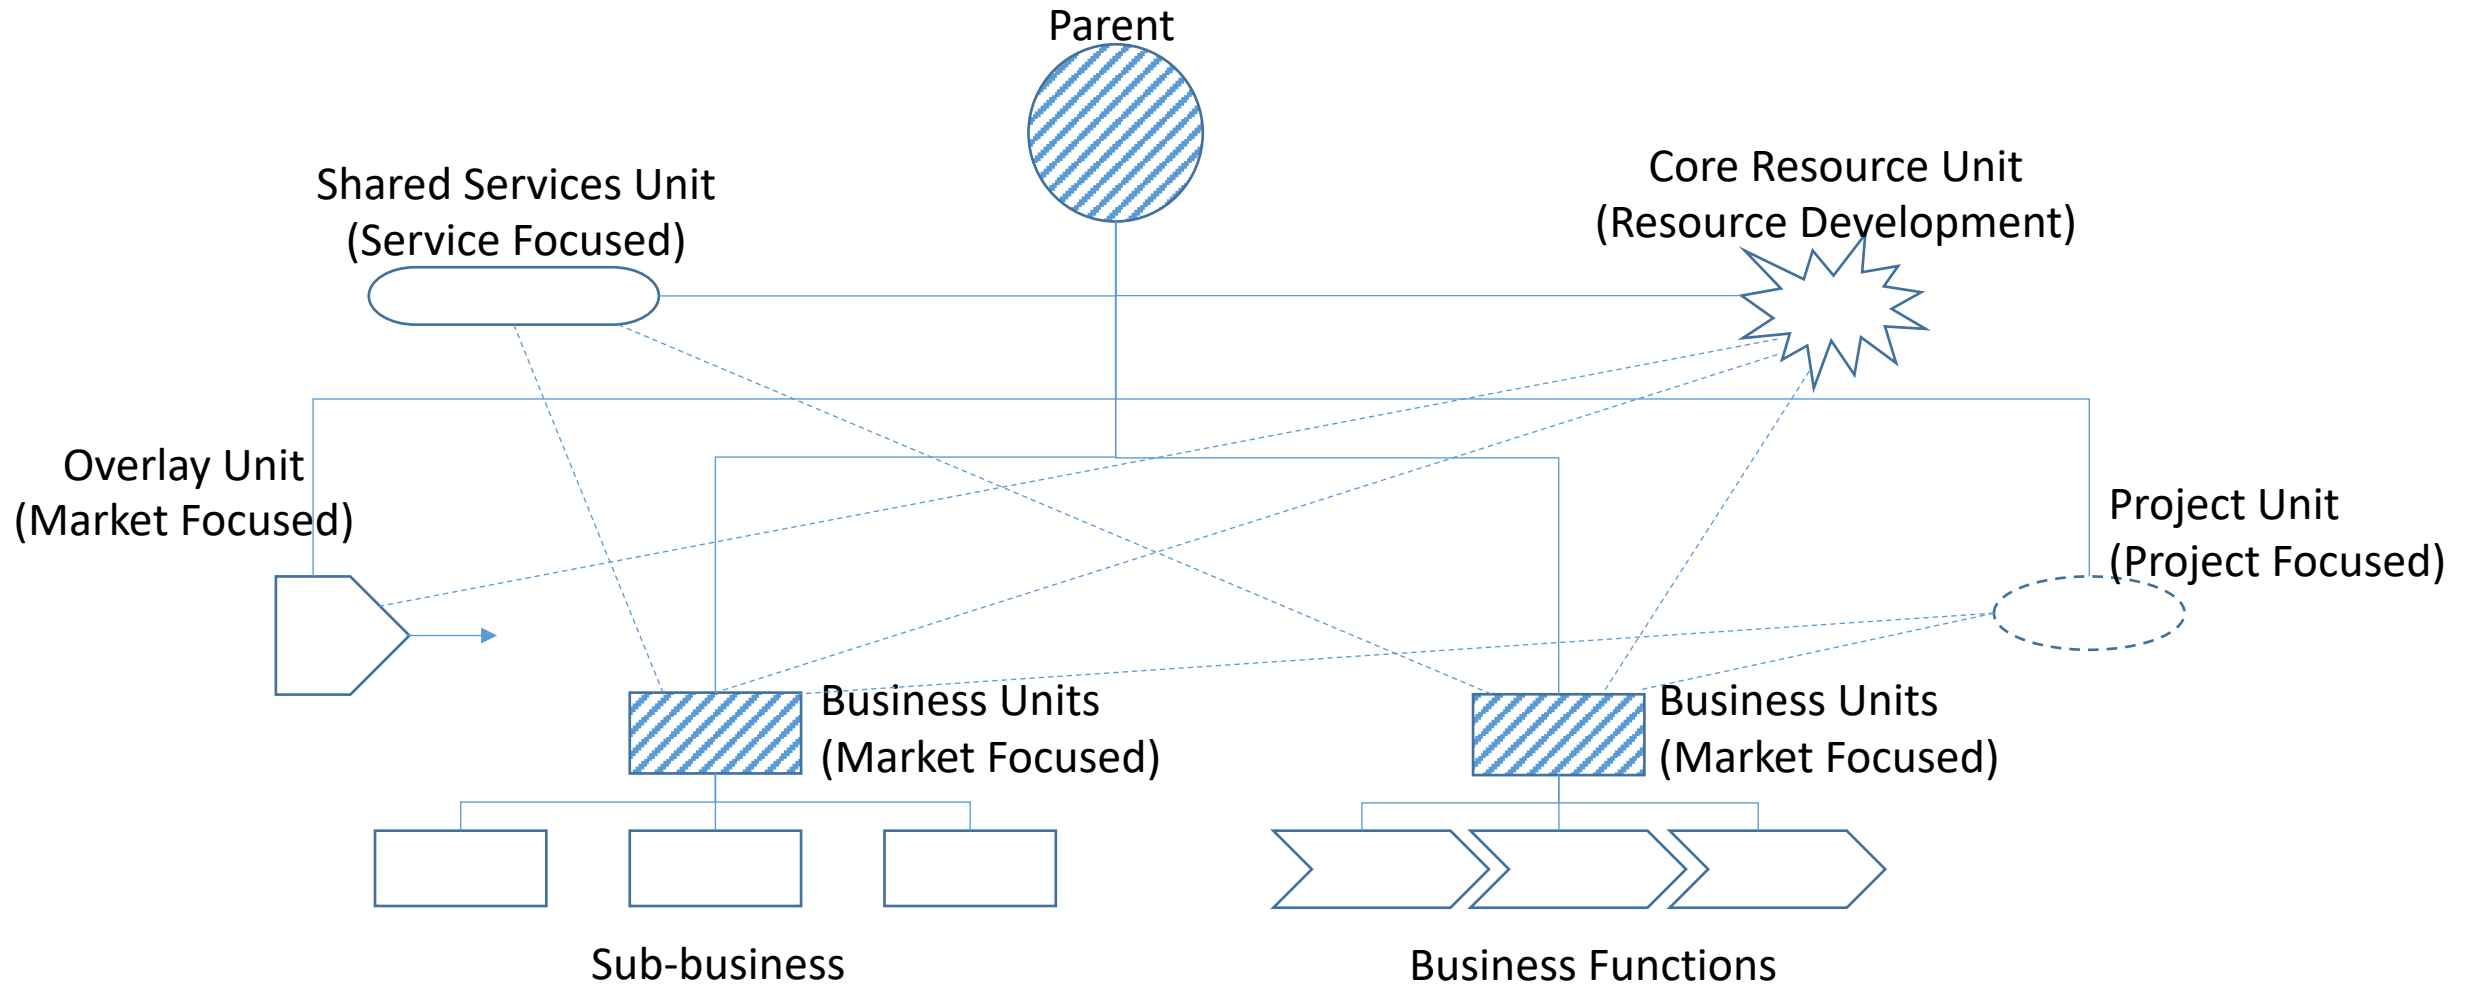 Parent
Shared Services Unit
(Service Focused)
Core Resource Unit
(Resource Development)
Overlay Unit
(Market Focused)
Project Unit
(Project Focused)
Business Units
(Market Focused)
Business Units
(Market Focused)
Sub-business
Business Functions